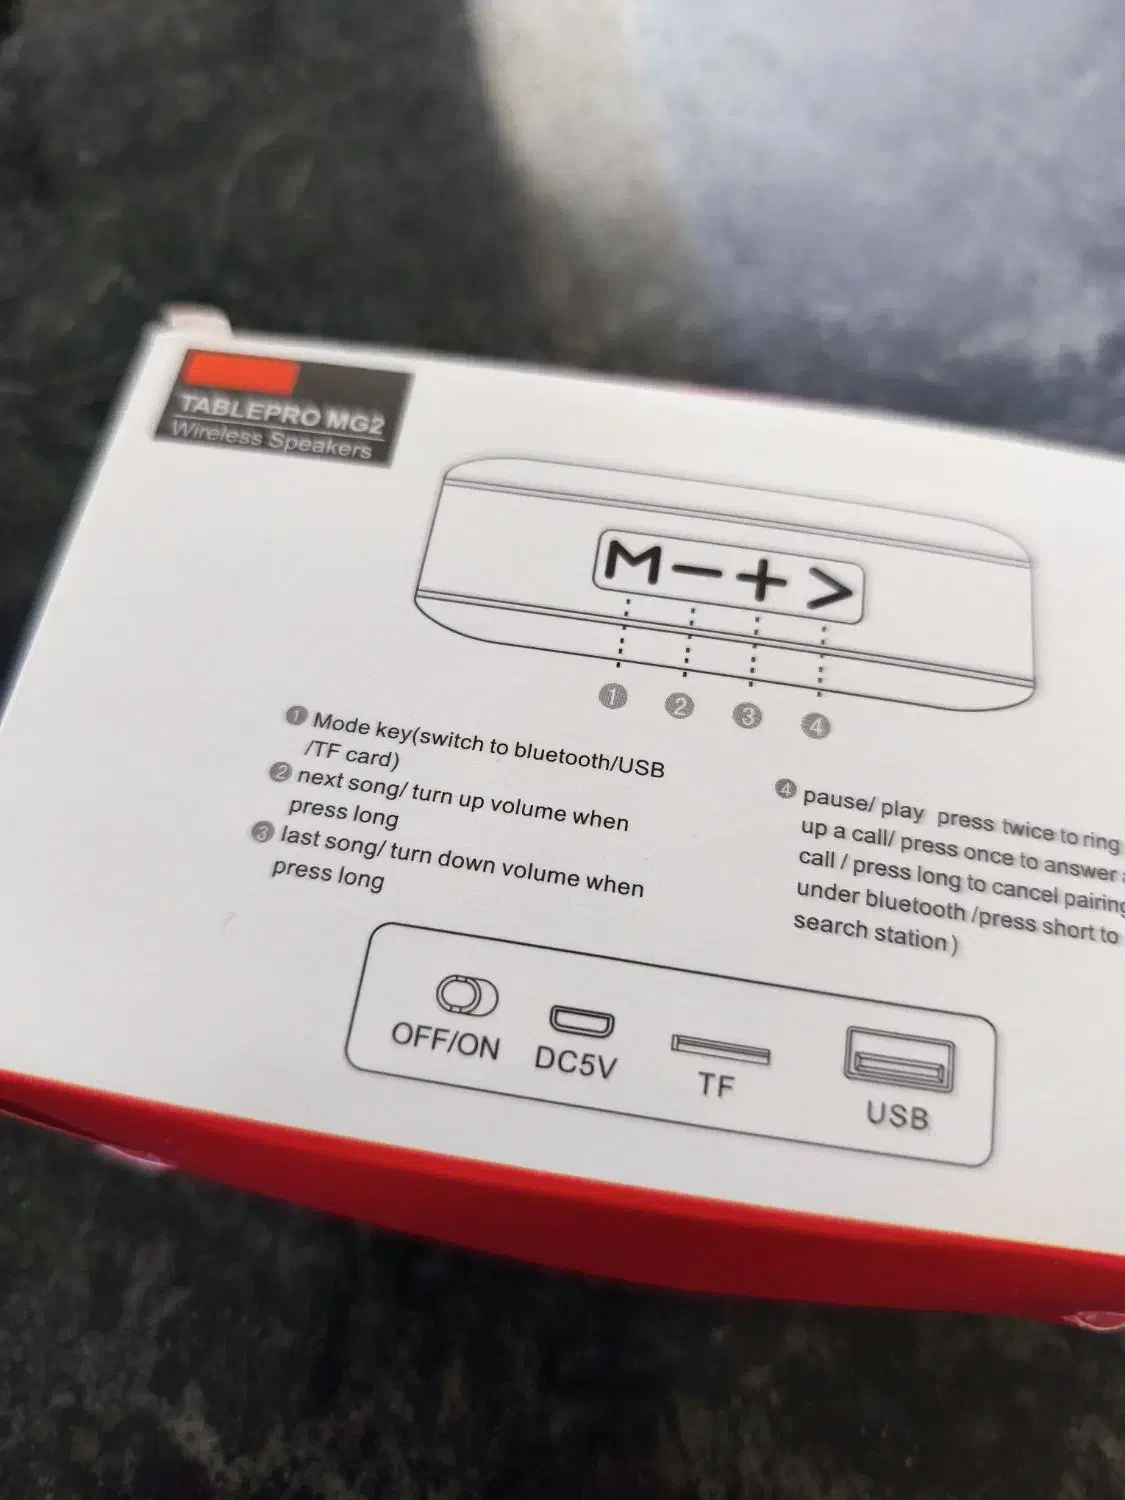 TABLEPRO MG2
Wireless Speakers
M - + >
1 2 3 4
1 Mode key(switch to bluetooth/USB
/TF card)
2 next song/ turn up volume when
press long
3 last song/ turn down volume when
press long
4 pause/ play press twice to ring
up a call/ press once to answer
call / press long to cancel pairing
under bluetooth /press short to
search station)
OFF/ON
DC5V
TF
USB